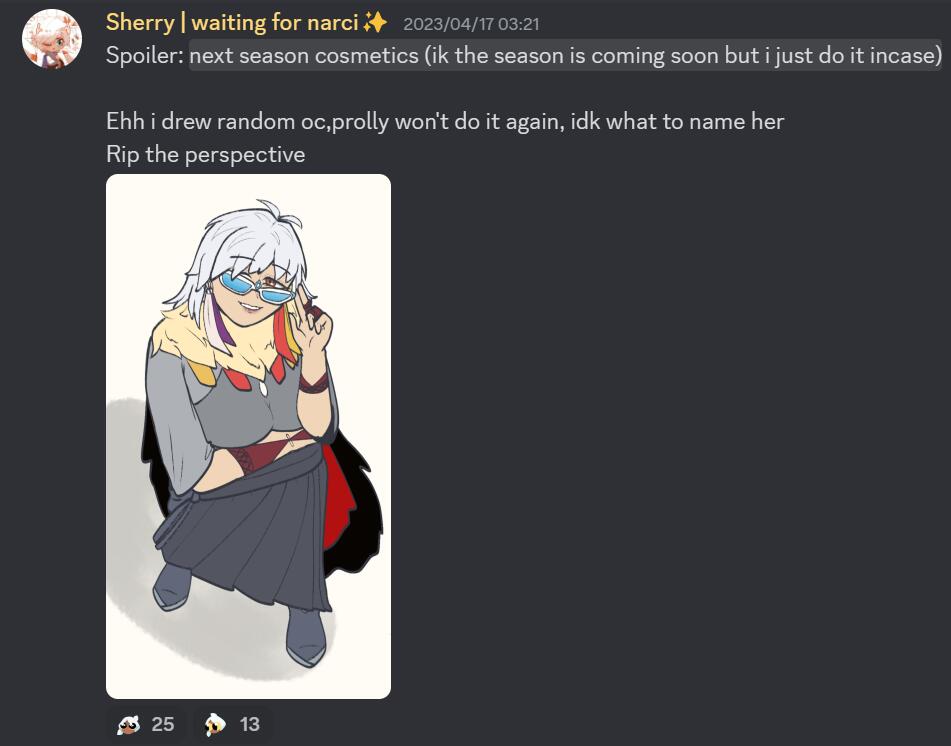 Sherry | waiting for narci✨ 2023/04/17 03:21
Spoiler: next season cosmetics (ik the season is coming soon but i just do it incase)
Ehh i drew random oc,prolly won't do it again, idk what to name her
Rip the perspective
25 13